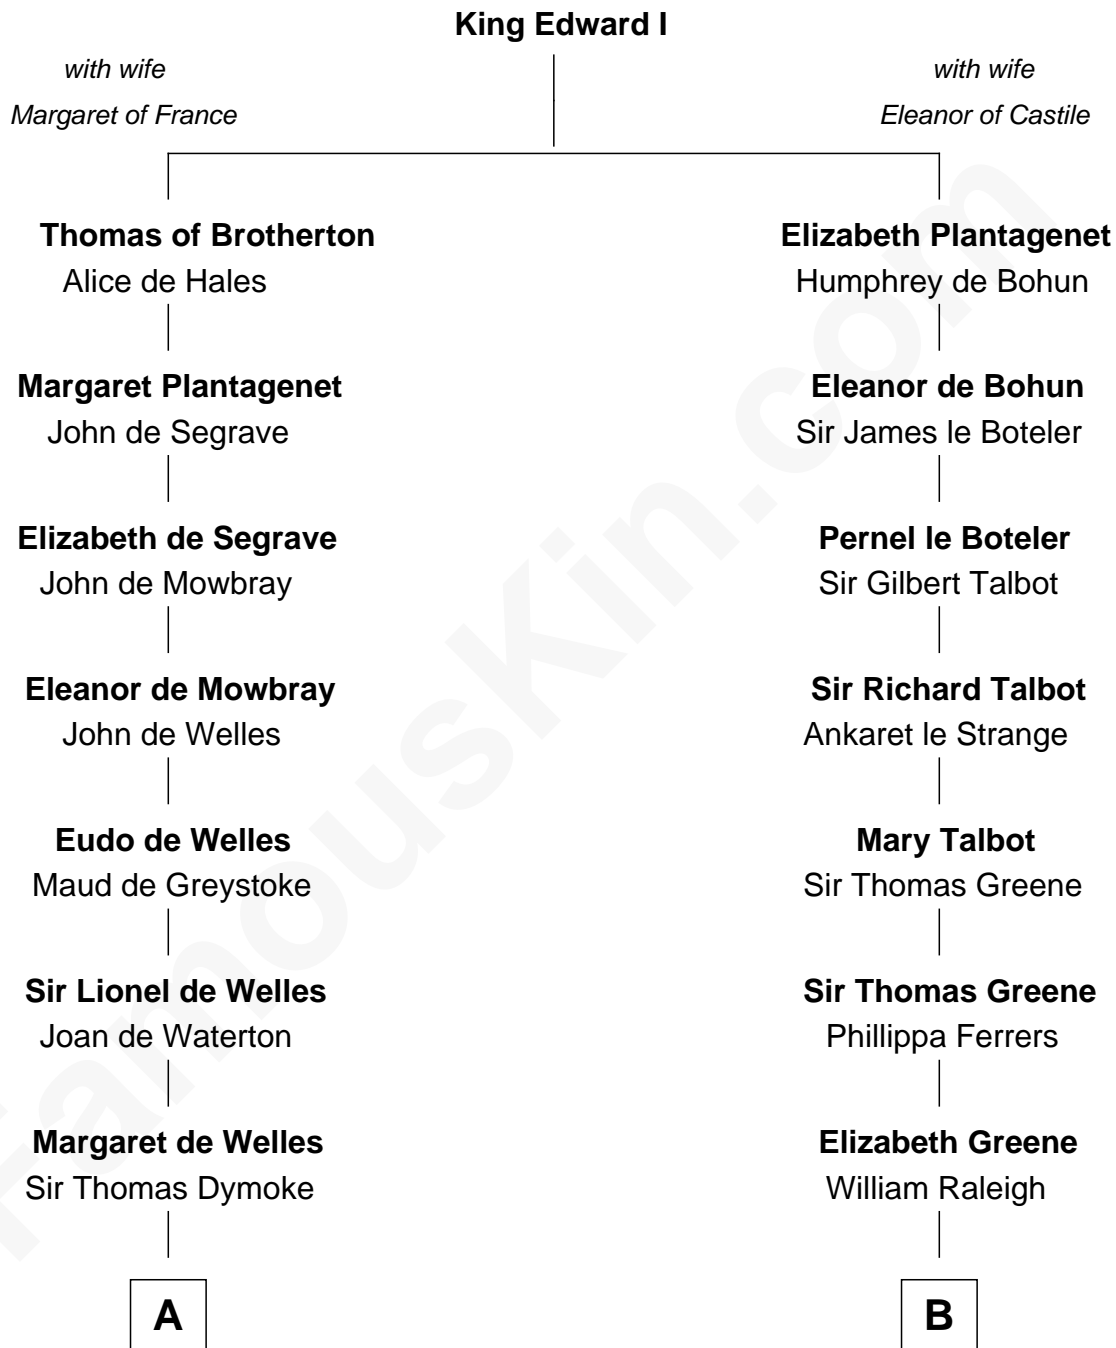 King Edward I
with wife
Margaret of France
with wife
Eleanor of Castile
Thomas of Brotherton
Alice de Hales
Elizabeth Plantagenet
Humphrey de Bohun
Margaret Plantagenet
John de Segrave
Eleanor de Bohun
Sir James le Boteler
Elizabeth de Segrave
John de Mowbray
Pernel le Boteler
Sir Gilbert Talbot
Eleanor de Mowbray
John de Welles
Sir Richard Talbot
Ankaret le Strange
Eudo de Welles
Maud de Greystoke
Mary Talbot
Sir Thomas Greene
Sir Lionel de Welles
Joan de Waterton
Sir Thomas Greene
Phillippa Ferrers
Margaret de Welles
Sir Thomas Dymoke
Elizabeth Greene
William Raleigh
A
B
FamousKin.com